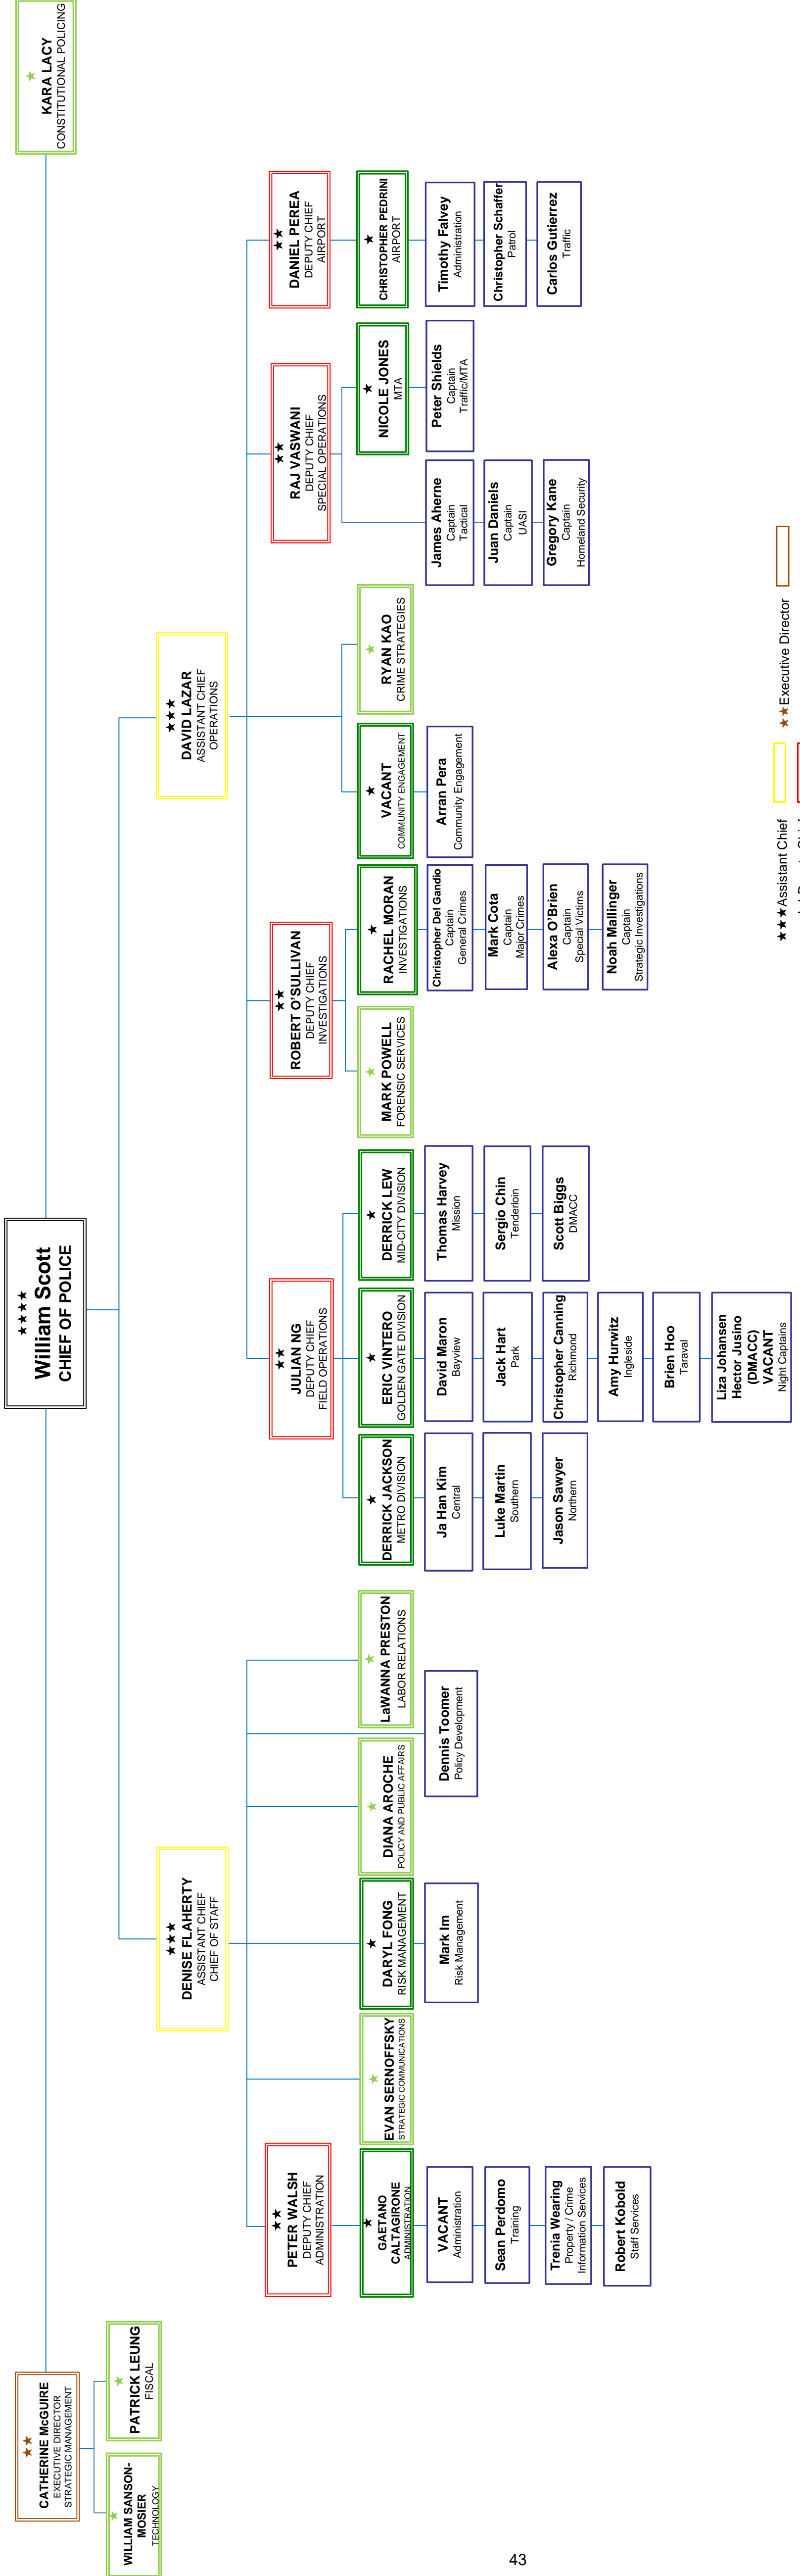 ★★★★
William Scott
CHIEF OF POLICE
★★
CATHERINE McGUIRE
EXECUTIVE DIRECTOR
STRATEGIC MANAGEMENT
★
WILLIAM SANSON-
MOSIER
TECHNOLOGY
★
PATRICK LEUNG
FISCAL
★
KARA LACY
CONSTITUTIONAL POLICING
★★★
DENISE FLAHERTY
ASSISTANT CHIEF
CHIEF OF STAFF
★★
PETER WALSH
DEPUTY CHIEF
ADMINISTRATION
★
GAETANO
CALTAGIRONE
ADMINISTRATION
VACANT
Administration
Sean Perdomo
Training
Trenia Wearing
Property / Crime
Information Services
Robert Kobold
Staff Services
★
EVAN SERNOFFSKY
STRATEGIC COMMUNICATIONS
★
DARYL FONG
RISK MANAGEMENT
Mark Im
Risk Management
★
DIANA AROCHE
POLICY AND PUBLIC AFFAIRS
Dennis Toomer
Policy Development
★
LaWANNA PRESTON
LABOR RELATIONS
★★★
DAVID LAZAR
ASSISTANT CHIEF
OPERATIONS
★★
JULIAN NG
DEPUTY CHIEF
FIELD OPERATIONS
★
DERRICK JACKSON
METRO DIVISION
Ja Han Kim
Central
Luke Martin
Southern
Jason Sawyer
Northern
★
ERIC VINTERO
GOLDEN GATE DIVISION
David Maron
Bayview
Jack Hart
Park
Christopher Canning
Richmond
Amy Hurwitz
Ingleside
Brien Hoo
Taraval
Liza Johansen
Hector Jusino
(DMACC)
VACANT
Night Captains
★
DERRICK LEW
MID-CITY DIVISION
Thomas Harvey
Mission
Sergio Chin
Tenderloin
Scott Biggs
DMACC
★★
ROBERT O'SULLIVAN
DEPUTY CHIEF
INVESTIGATIONS
★
MARK POWELL
FORENSIC SERVICES
★
RACHEL MORAN
INVESTIGATIONS
Christopher Del Gandio
Captain
General Crimes
Mark Cota
Captain
Major Crimes
Alexa O'Brien
Captain
Special Victims
Noah Mallinger
Captain
Strategic Investigations
★
VACANT
COMMUNITY ENGAGEMENT
Arran Pera
Community Engagement
★
RYAN KAO
CRIME STRATEGIES
★★
RAJ VASWANI
DEPUTY CHIEF
SPECIAL OPERATIONS
James Aherne
Captain
Tactical
Juan Daniels
Captain
UASI
Gregory Kane
Captain
Homeland Security
★
NICOLE JONES
MTA
Peter Shields
Captain
Traffic/MTA
★★
DANIEL PEREA
DEPUTY CHIEF
AIRPORT
★
CHRISTOPHER PEDRINI
AIRPORT
Timothy Falvey
Administration
Christopher Schaffer
Patrol
Carlos Gutierrez
Traffic
★★★Assistant Chief
★★Executive Director
43